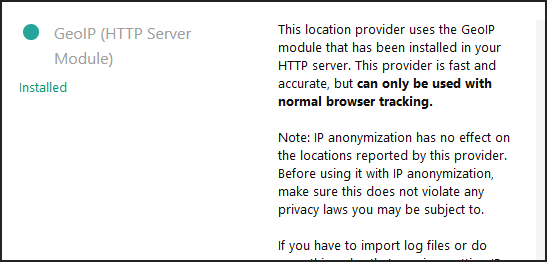 GeoIP (HTTP Server
Module)
Installed
This location provider uses the GeoIP
module that has been installed in your
HTTP server. This provider is fast and
accurate, but can only be used with
normal browser tracking.
Note: IP anonymization has no effect on
the locations reported by this provider.
Before using it with IP anonymization,
make sure this does not violate any
privacy laws you may be subject to.
If you have to import log files or do